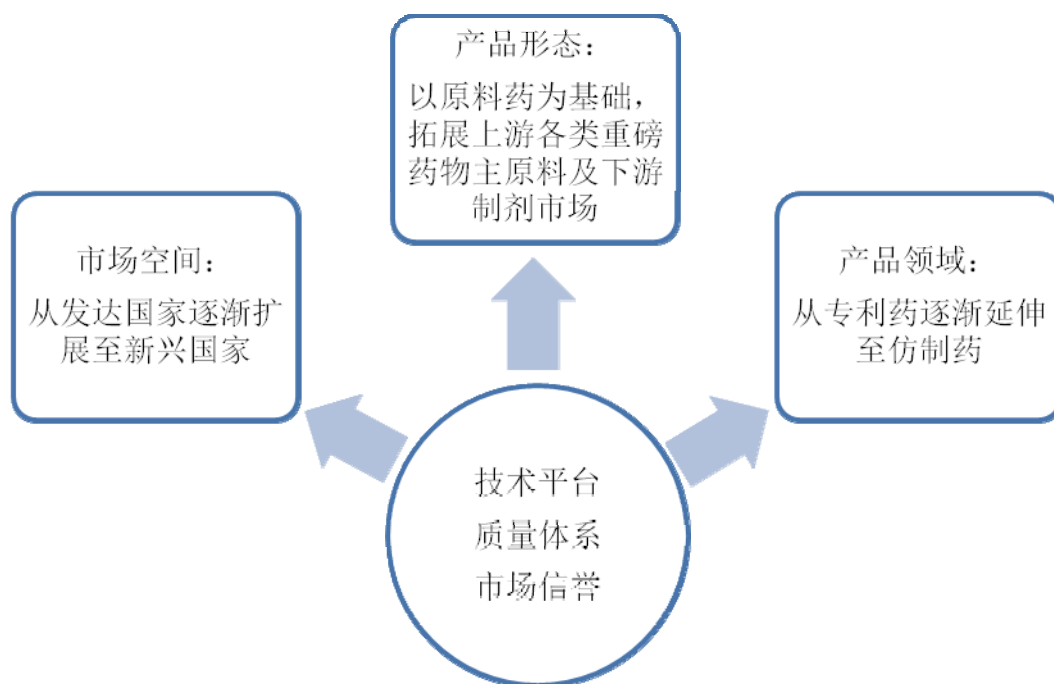 产品形态：
以原料药为基础，
拓展上游各类重磅
药物主原料及下游
制剂市场
市场空间：
从发达国家逐渐扩
展至新兴国家
产品领域：
从专利药逐渐延伸
至仿制药
技术平台
质量体系
市场信誉